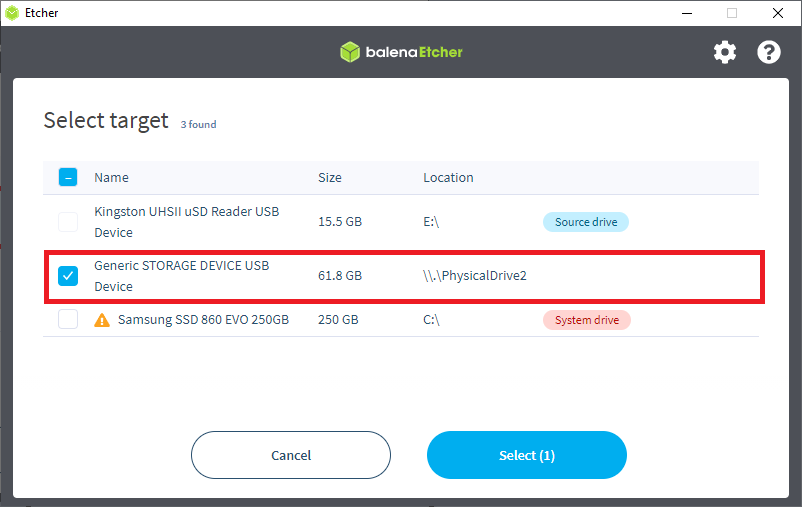 Etcher
balenaEtcher
Select target 3 found
Name Size Location
Kingston UHSII uSD Reader USB
Device 15.5 GB E:\ Source drive
Generic STORAGE DEVICE USB
Device 61.8 GB \\.\PhysicalDrive2
Samsung SSD 860 EVO 250GB 250 GB C:\ System drive
Cancel Select (1)